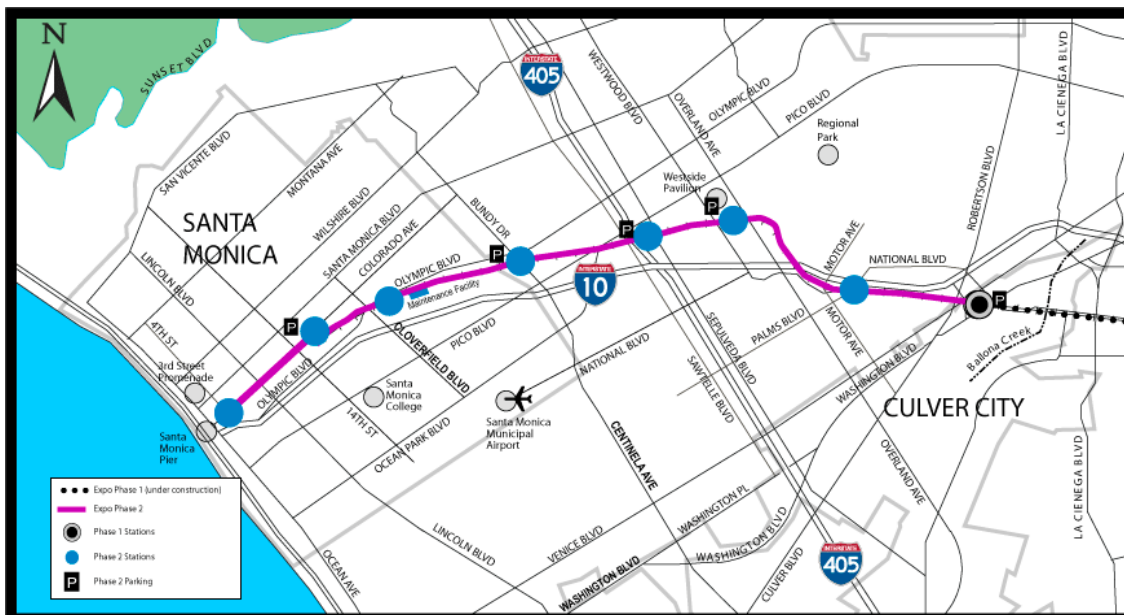 N
SUNSET BLVD
INTERSTATE
405
WESTWOOD BLVD
OVERLAND AVE
OLYMPIC BLVD
PICO BLVD
LA CIENEGA BLVD
Regional
Park
ROBERTSON BLVD
SAN VICENTE BLVD
MONTANA AVE
WILSHIRE BLVD
SANTA MONICA BLVD
COLORADO AVE
BUNDY DR
Westside
Pavilion
P
P
P
SANTA
MONICA
OLYMPIC BLVD
Maintenance Facility
INTERSTATE
10
MOTOR AVE
NATIONAL BLVD
P
LINCOLN BLVD
4TH ST
P
CLOVERFIELD BLVD
PICO BLVD
NATIONAL BLVD
SEPULVEDA BLVD
SAWTELLE BLVD
PALMS BLVD
MOTOR AVE
WASHINGTON BLVD
Ballona Creek
3rd Street
Promenade
OLYMPIC BLVD
Santa
Monica
College
14TH ST
Santa Monica
Municipal
Airport
CULVER CITY
Santa
Monica
Pier
OCEAN PARK BLVD
CENTINELA AVE
OVERLAND AVE
LA CIENEGA BLVD
Expo Phase 1 (under construction)
Expo Phase 2
Phase 1 Stations
Phase 2 Stations
P
Phase 2 Parking
OCEAN AVE
LINCOLN BLVD
VENICE BLVD
WASHINGTON BLVD
WASHINGTON PL
WASHINGTON BLVD
CULVER BLVD
INTERSTATE
405